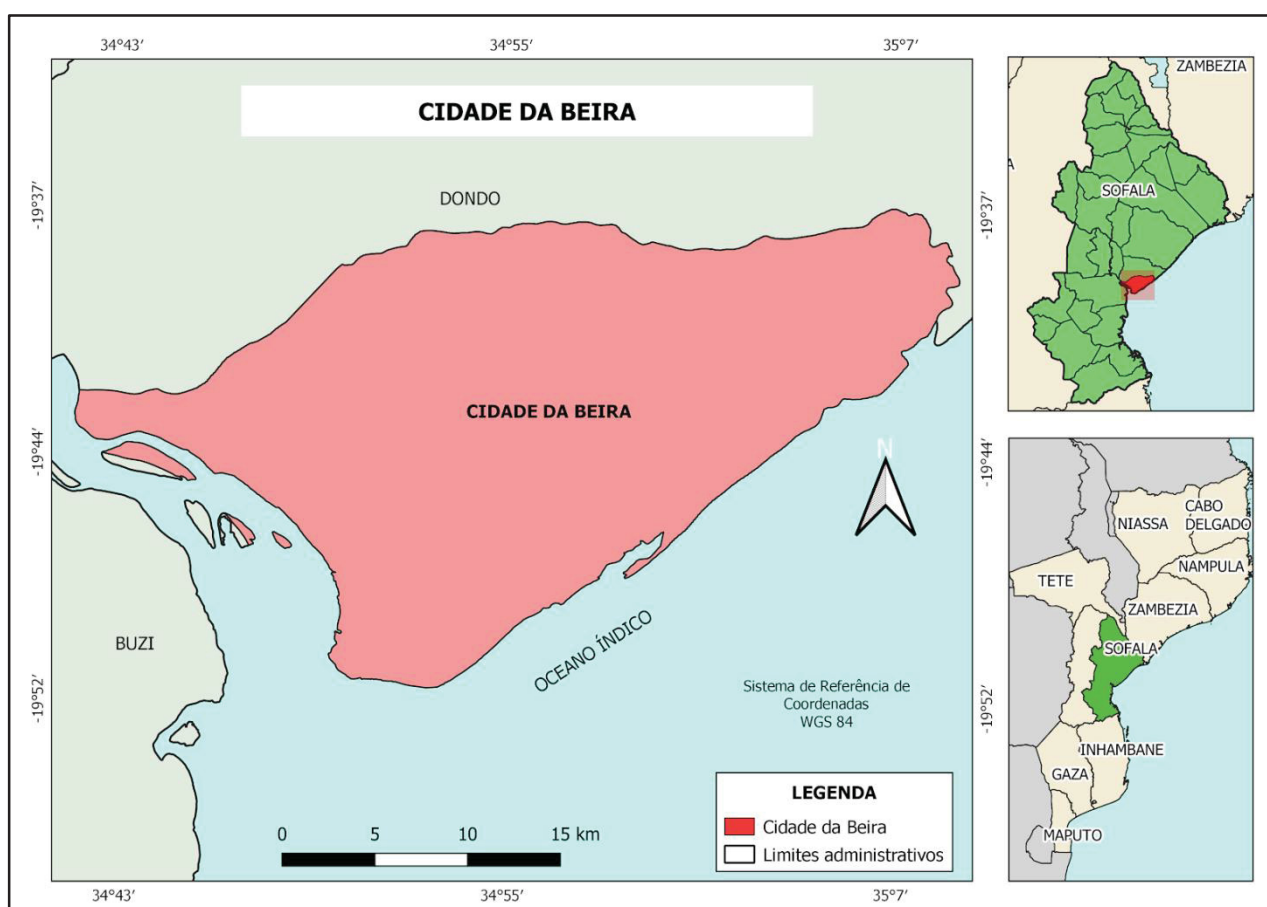 34°43′ 34°55′ 35°7′
CIDADE DA BEIRA
DONDO
-19°37′
-19°37′
CIDADE DA BEIRA
-19°44′
-19°44′
N
BUZI
OCEANO ÍNDICO
-19°52′
-19°52′
Sistema de Referência de
Coordenadas
WGS 84
0 5 10 15 km
LEGENDA
Cidade da Beira
Limites administrativos
34°43′ 34°55′ 35°7′
ZAMBEZIA
A
SOFALA
NIASSA
CABO
DELGADO
NAMPULA
TETE
ZAMBEZIA
SOFALA
INHAMBANE
GAZA
MAPUTO